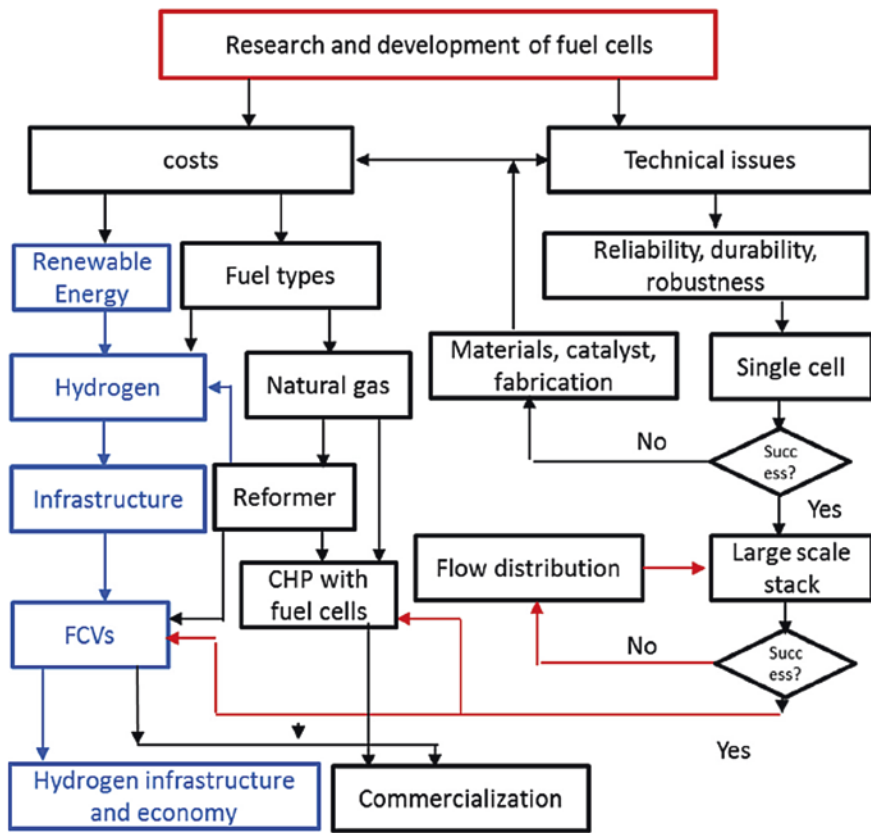 Research and development of fuel cells
costs
Technical issues
Renewable
Energy
Fuel types
Reliability, durability,
robustness
Hydrogen
Natural gas
Materials, catalyst,
fabrication
Single cell
No
Succ
ess?
Yes
Infrastructure
Reformer
CHP with
fuel cells
Flow distribution
Large scale
stack
FCVs
No
Succ
ess?
Yes
Hydrogen infrastructure
and economy
Commercialization